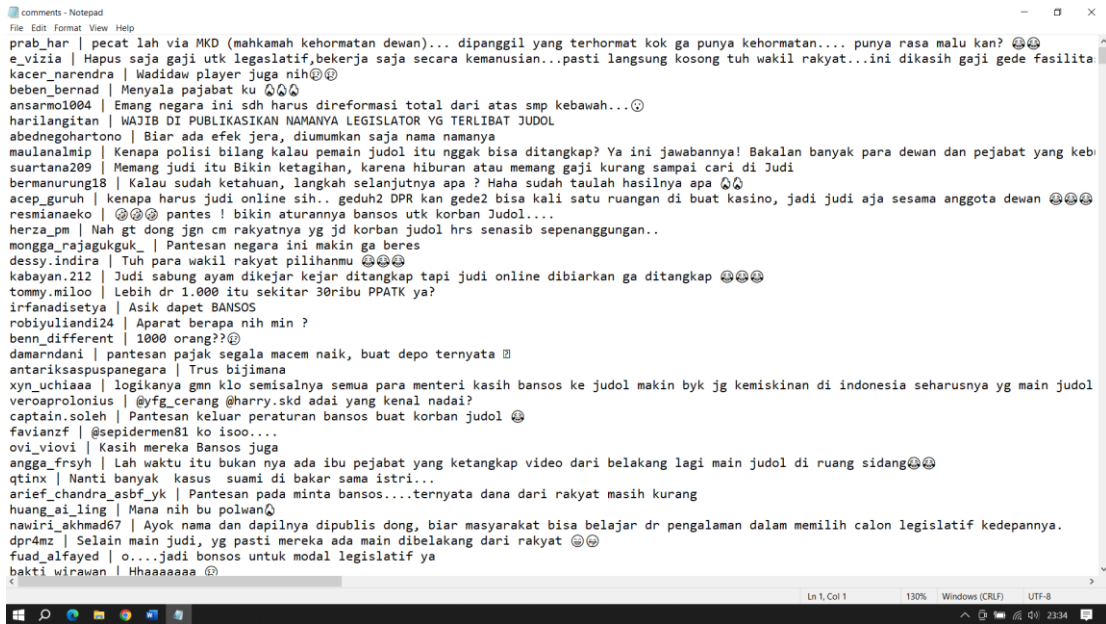 comments - Notepad
File Edit Format View Help
prab_har | pecat lah via MKD (mahkamah kehormatan dewan)... dipanggil yang terhormat kok ga punya kehormatan.... punya rasa malu kan? 😂😂
e_vizia | Hapus saja gaji utk legaslatif,bekerja saja secara kemanusian...pasti langsung kosong tuh wakil rakyat...ini dikasih gaji gede fasilita
kacer_narendra | Wadidaw player juga nih
beben_bernad | Menyala pajabat ku 🔥🔥🔥
ansarmo1004 | Emang negara ini sdh harus direformasi total dari atas smp kebawah...😮
harilangitan | WAJIB DI PUBLIKASIKAN NAMANYA LEGISLATOR YG TERLIBAT JUDOL
abednegohartono | Biar ada efek jera, diumumkan saja nama namanya
maulanalmip | Kenapa polisi bilang kalau pemain judol itu nggak bisa ditangkap? Ya ini jawabannya! Bakalan banyak para dewan dan pejabat yang keb
suartana209 | Memang judi itu Bikin ketagihan, karena hiburan atau memang gaji kurang sampai cari di Judi
bermanurung18 | Kalau sudah ketahuan, langkah selanjutnya apa ? Haha sudah taulah hasilnya apa 🔥🔥
acep_guruh | kenapa harus judi online sih.. geduh2 DPR kan gede2 bisa kali satu ruangan di buat kasino, jadi judi aja sesama anggota dewan 😂😂😂
resmianaeko | 🤣🤣🤣 pantes ! bikin aturannya bansos utk korban Judol....
herza_pm | Nah gt dong jgn cm rakyatnya yg jd korban judol hrs senasib sepenanggungan..
mongga_rajagukguk_ | Pantesan negara ini makin ga beres
dessy.indira | Tuh para wakil rakyat pilihanmu 😂😂😂
kabayan.212 | Judi sabung ayam dikejar kejar ditangkap tapi judi online dibiarkan ga ditangkap 😂😂😂
tommy.miloo | Lebih dr 1.000 itu sekitar 30ribu PPATK ya?
irfanadisetya | Asik dapet BANSOS
robiyuliandi24 | Aparat berapa nih min ?
benn_different | 1000 orang??
damarndani | pantesan pajak segala macem naik, buat depo ternyata
antariksaspuspanegara | Trus bijimana
xyn_uchiaaa | logikanya gmn klo semisalnya semua para menteri kasih bansos ke judol makin byk jg kemiskinan di indonesia seharusnya yg main judol
veroaprolonius | @yfg_cerang @harry.skd adai yang kenal nadai?
captain.soleh | Pantesan keluar peraturan bansos buat korban judol 😂
favianzf | @sepidermen81 ko isoo....
ovi_viovi | Kasih mereka Bansos juga
angga_frsyh | Lah waktu itu bukan nya ada ibu pejabat yang ketangkap video dari belakang lagi main judol di ruang sidang😂😂
qtinx | Nanti banyak  kasus  suami di bakar sama istri...
arief_chandra_asbf_yk | Pantesan pada minta bansos....ternyata dana dari rakyat masih kurang
huang_ai_ling | Mana nih bu polwan🔥
nawiri_akhmad67 | Ayok nama dan dapilnya dipublis dong, biar masyarakat bisa belajar dr pengalaman dalam memilih calon legislatif kedepannya.
dpr4mz | Selain main judi, yg pasti mereka ada main dibelakang dari rakyat
fuad_alfayed | o....jadi bonsos untuk modal legislatif ya
bakti_wirawan | Hhaaaaaaa
Ln 1, Col 1 130% Windows (CRLF) UTF-8
23:34